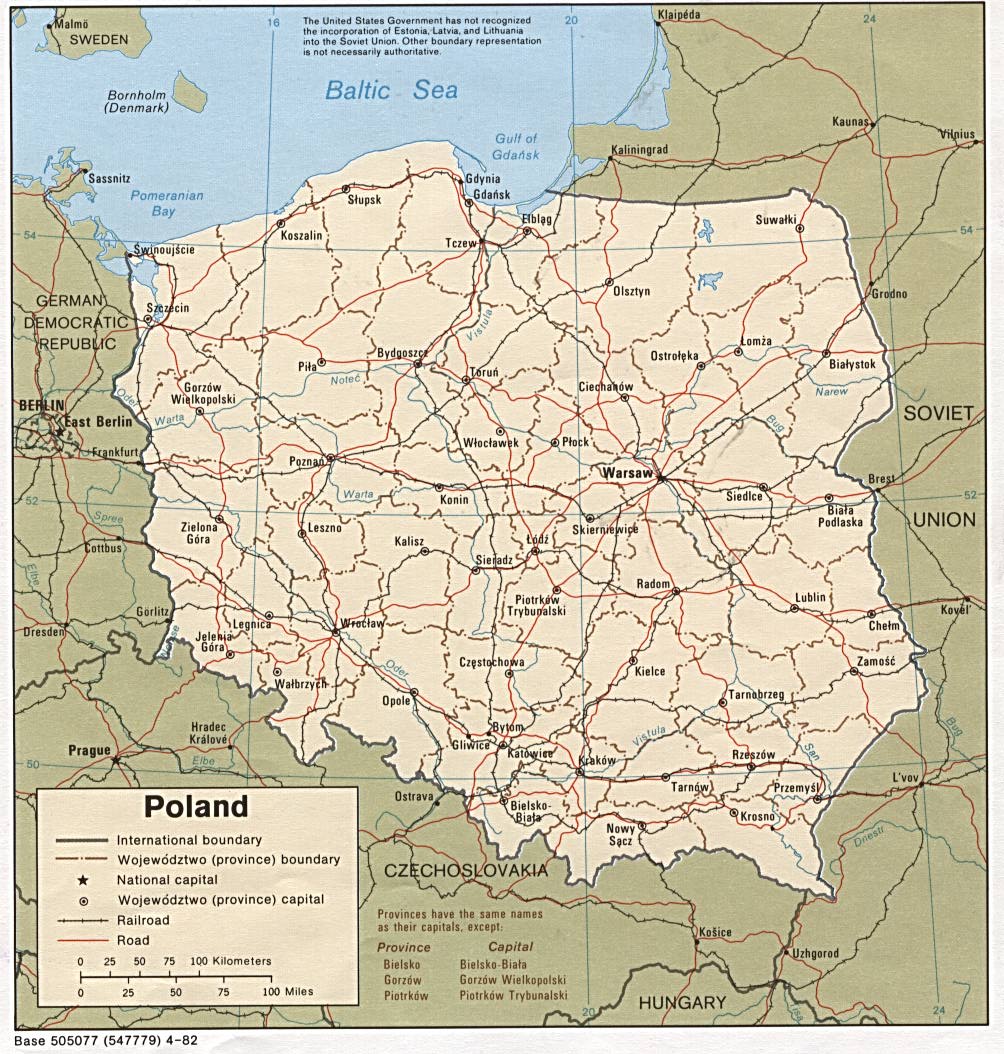 16
20
24
The United States Government has not recognized
the incorporation of Estonia, Latvia, and Lithuania
into the Soviet Union. Other boundary representation
is not necessarily authoritative.
Malmö
SWEDEN
Klaipėda
Bornholm
(Denmark)
Baltic Sea
Gulf of
Gdańsk
Kaunas
Vilnius
Kaliningrad
Sassnitz
Pomeranian
Bay
Gdynia
Gdańsk
Słupsk
Koszalin
Elbląg
Suwałki
54
54
Tczew
Świnoujście
Olsztyn
Grodno
GERMAN
DEMOCRATIC
REPUBLIC
Szczecin
Vistula
Piła
Bydgoszcz
Toruń
Ostrołęka
Łomża
Białystok
Noteć
Gorzów
Wielkopolski
Ciechanów
Narew
Oder
Warta
BERLIN
East Berlin
Włocławek
Płock
Bug
SOVIET
Frankfurt
Poznań
Warsaw
Brest
Warta
Konin
Siedlce
Biała
Podlaska
52
52
Spree
Zielona
Góra
Leszno
Skierniewice
UNION
Cottbus
Kalisz
Sieradz
Łódź
Elbe
Piotrków
Trybunalski
Radom
Lublin
Kovel'
Chełm
Görlitz
Dresden
Legnica
Wrocław
Jelenia
Góra
Neisse
Wałbrzych
Oder
Częstochowa
Kielce
Zamość
Opole
Tarnobrzeg
Hradec
Králové
Bytom
Gliwice
Katowice
Vistula
San
Bug
Prague
Elbe
50
Kraków
Rzeszów
Tarnów
Przemyśl
L'vov
Ostrava
Bielsko-
Biała
Nowy
Sącz
Krosno
Dnestr
CZECHOSLOVAKIA
Poland
International boundary
Województwo (province) boundary
National capital
Województwo (province) capital
Railroad
Road
0 25 50 75 100 Kilometers
0 25 50 75 100 Miles
Provinces have the same names
as their capitals, except:
Province Capital
Bielsko Bielsko-Biała
Gorzów Gorzów Wielkopolski
Piotrków Piotrków Trybunalski
Košice
Uzhgorod
HUNGARY
20
24
Base 505077 (547779) 4-82